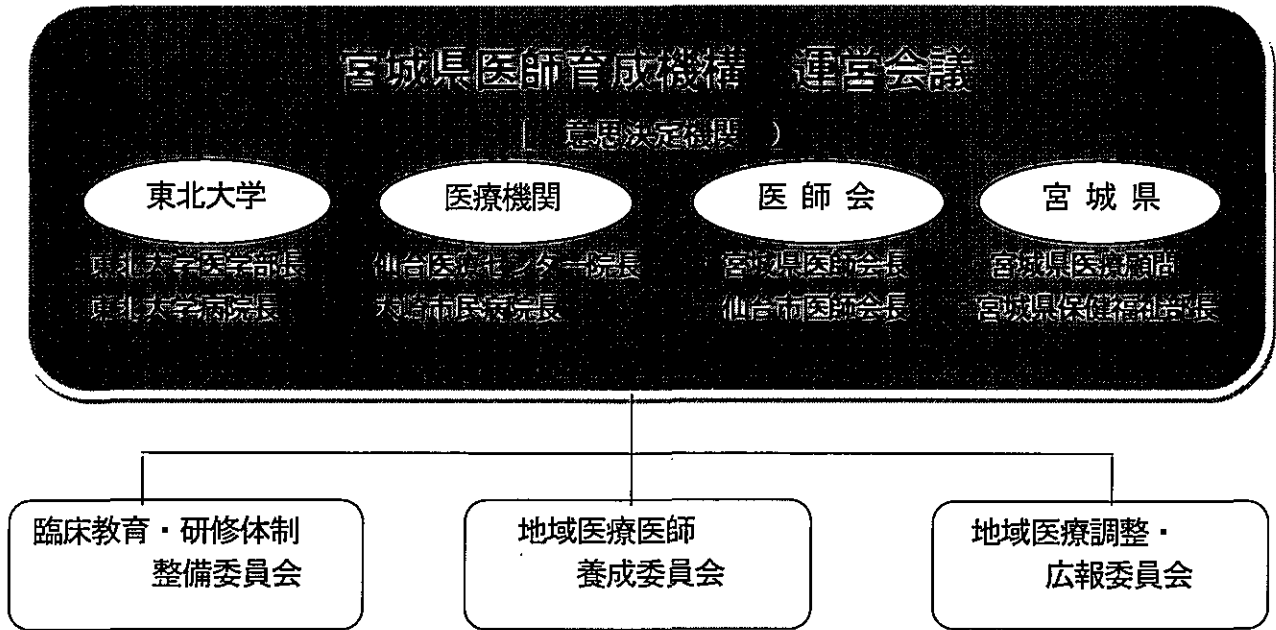 宮城県医師育成機構 運営会議
( 意思決定機関 )
東北大学 医療機関 医師会 宮城県
東北大学医学部長 仙台医療センター院長 宮城県医師会長 宮城県医療顧問
東北大学病院長 大崎市民病院長 仙台市医師会長 宮城県保健福祉部長
臨床教育・研修体制
整備委員会
地域医療医師
養成委員会
地域医療調整・
広報委員会